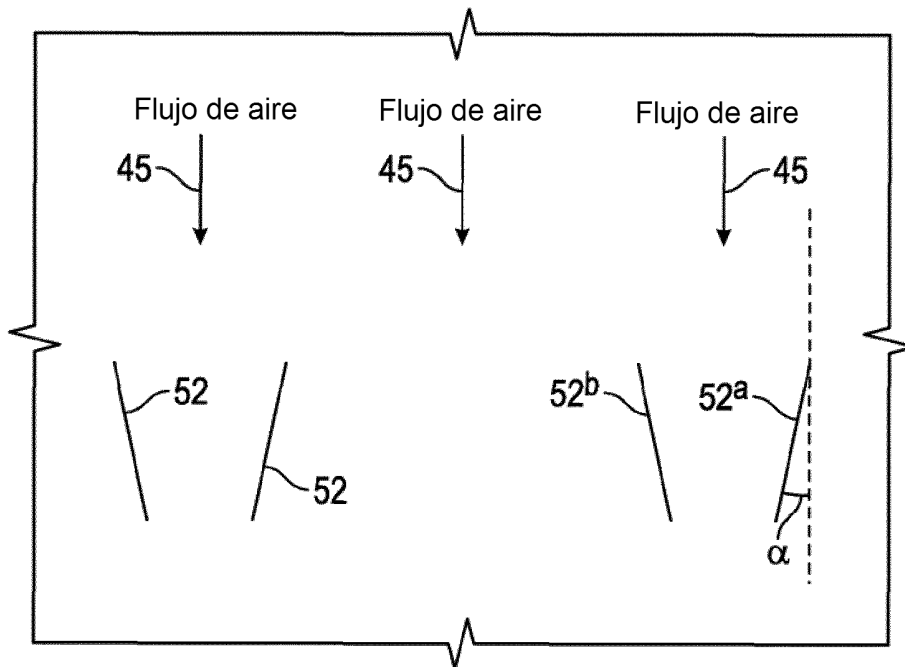 Flujo de aire Flujo de aire Flujo de aire
45 45 45
52 52ᵇ 52ᵃ
52
α